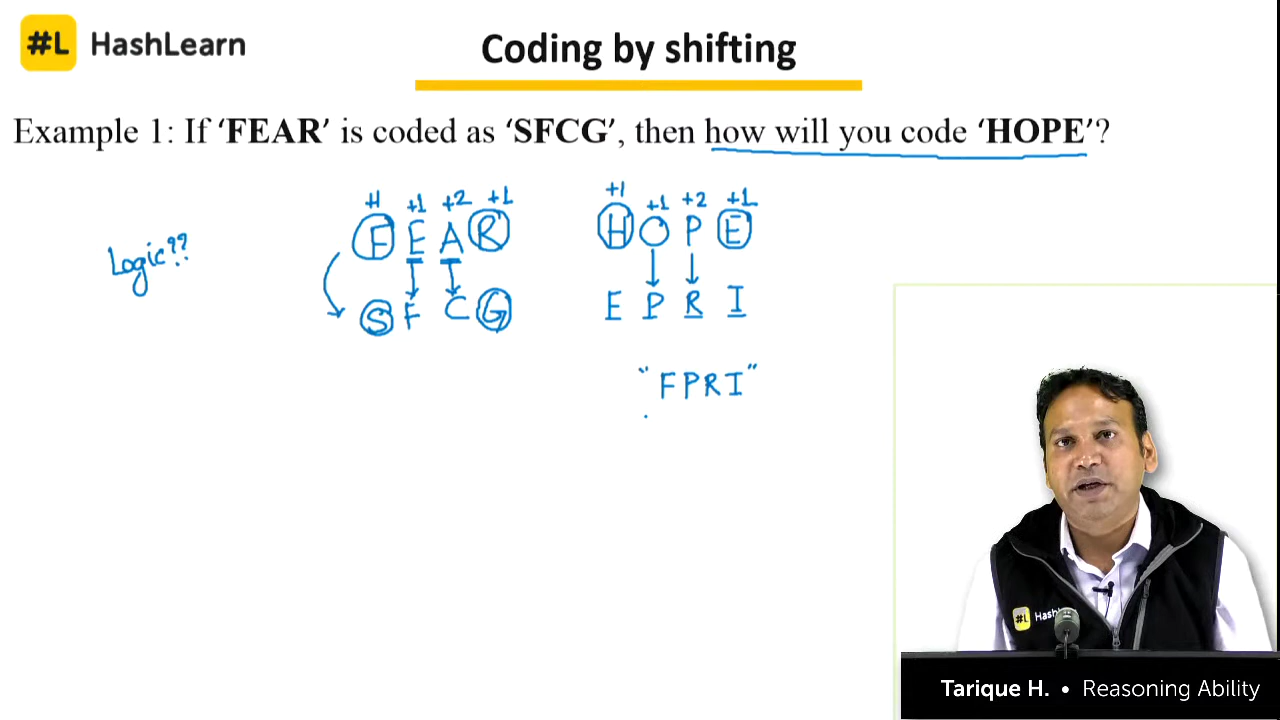 #L HashLearn
Coding by shifting
Example 1: If ‘FEAR’ is coded as ‘SFCG’, then how will you code ‘HOPE’?
+1 +1 +2 +1
F E A R
S F C G
Logic??
+1 +1 +2 +1
H O P E
E P R I
"FPRI"
#L Hash
Tarique H. • Reasoning Ability